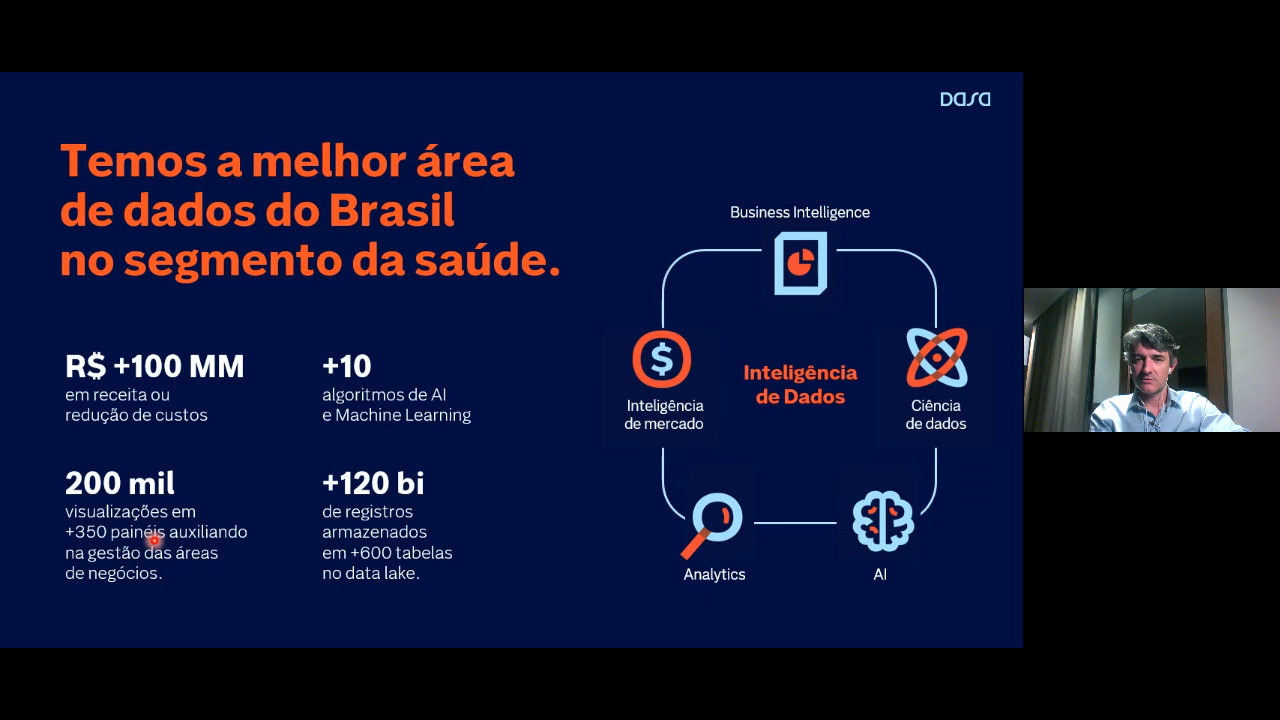 Dasa
Temos a melhor área
de dados do Brasil
no segmento da saúde.
R$ +100 MM
em receita ou
redução de custos
+10
algoritmos de AI
e Machine Learning
200 mil
visualizações em
+350 painéis auxiliando
na gestão das áreas
de negócios.
+120 bi
de registros
armazenados
em +600 tabelas
no data lake.
Business Intelligence
Inteligência
de mercado
Inteligência
de Dados
Ciência
de dados
Analytics
AI